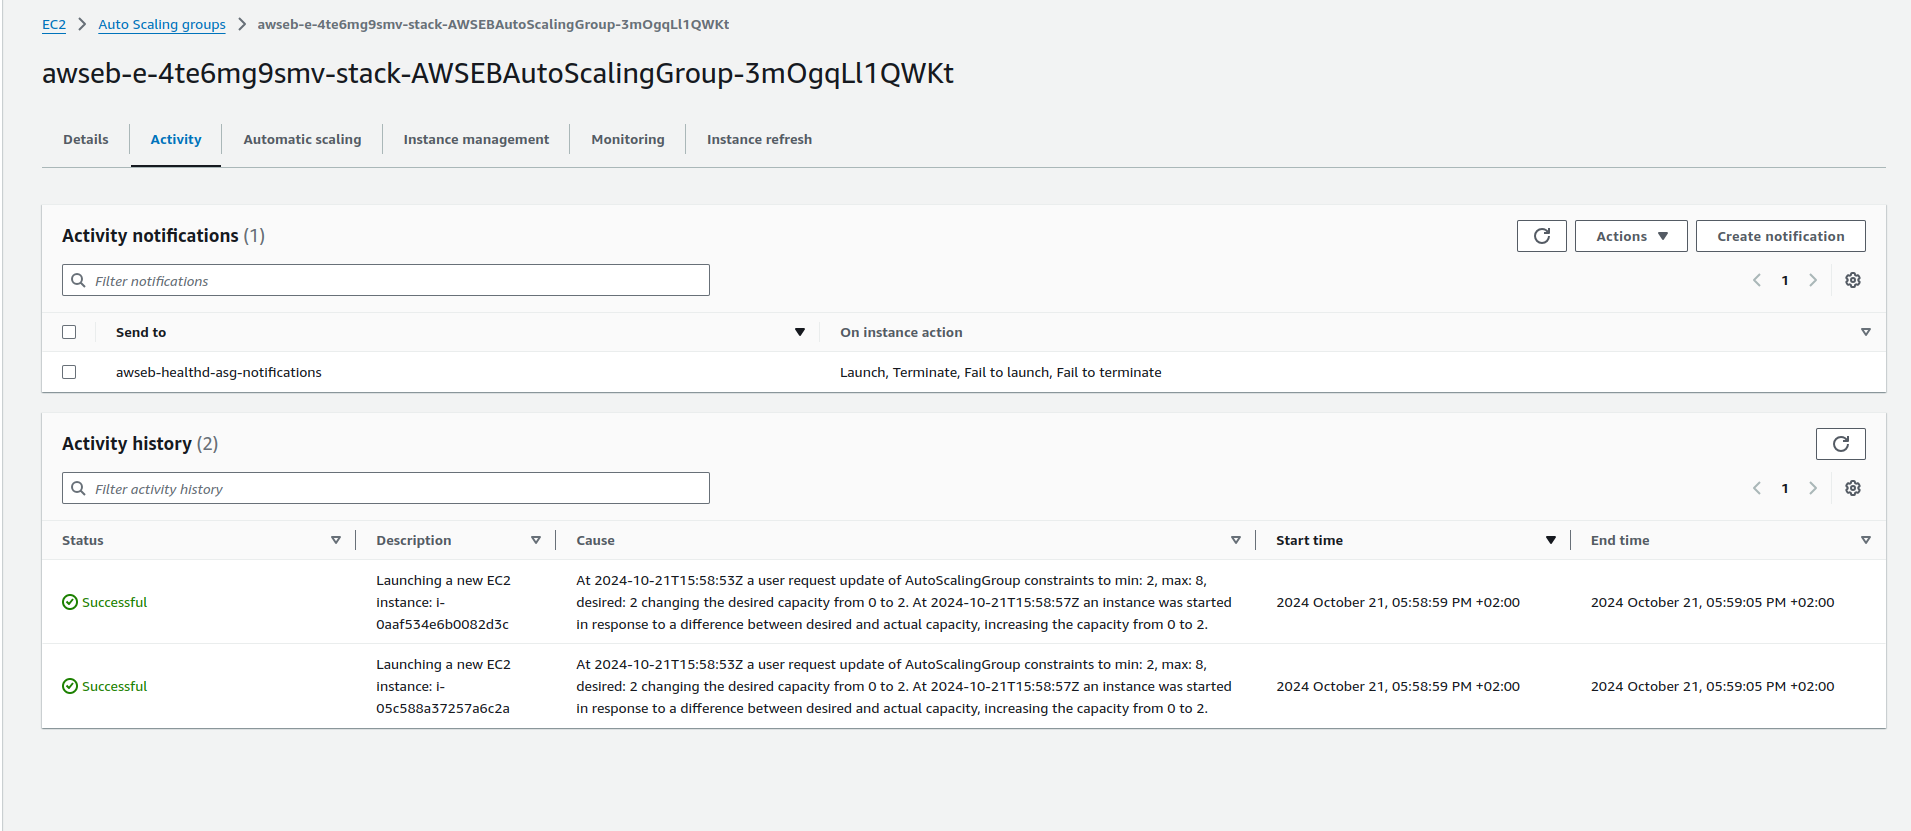 EC2 > Auto Scaling groups > awseb-e-4te6mg9smv-stack-AWSEBAutoScalingGroup-3mOgqLl1QWKt
awseb-e-4te6mg9smv-stack-AWSEBAutoScalingGroup-3mOgqLl1QWKt
Details Activity Automatic scaling Instance management Monitoring Instance refresh
Activity notifications (1) Actions Create notification
Filter notifications 1
Send to On instance action
awseb-healthd-asg-notifications Launch, Terminate, Fail to launch, Fail to terminate
Activity history (2)
Filter activity history 1
Status Description Cause Start time End time
Launching a new EC2 At 2024-10-21T15:58:53Z a user request update of AutoScalingGroup constraints to min: 2, max: 8,
Successful instance: i- desired: 2 changing the desired capacity from 0 to 2. At 2024-10-21T15:58:57Z an instance was started 2024 October 21, 05:58:59 PM +02:00 2024 October 21, 05:59:05 PM +02:00
0aaf534e6b0082d3c in response to a difference between desired and actual capacity, increasing the capacity from 0 to 2.
Launching a new EC2 At 2024-10-21T15:58:53Z a user request update of AutoScalingGroup constraints to min: 2, max: 8,
Successful instance: i- desired: 2 changing the desired capacity from 0 to 2. At 2024-10-21T15:58:57Z an instance was started 2024 October 21, 05:58:59 PM +02:00 2024 October 21, 05:59:05 PM +02:00
05c588a37257a6c2a in response to a difference between desired and actual capacity, increasing the capacity from 0 to 2.